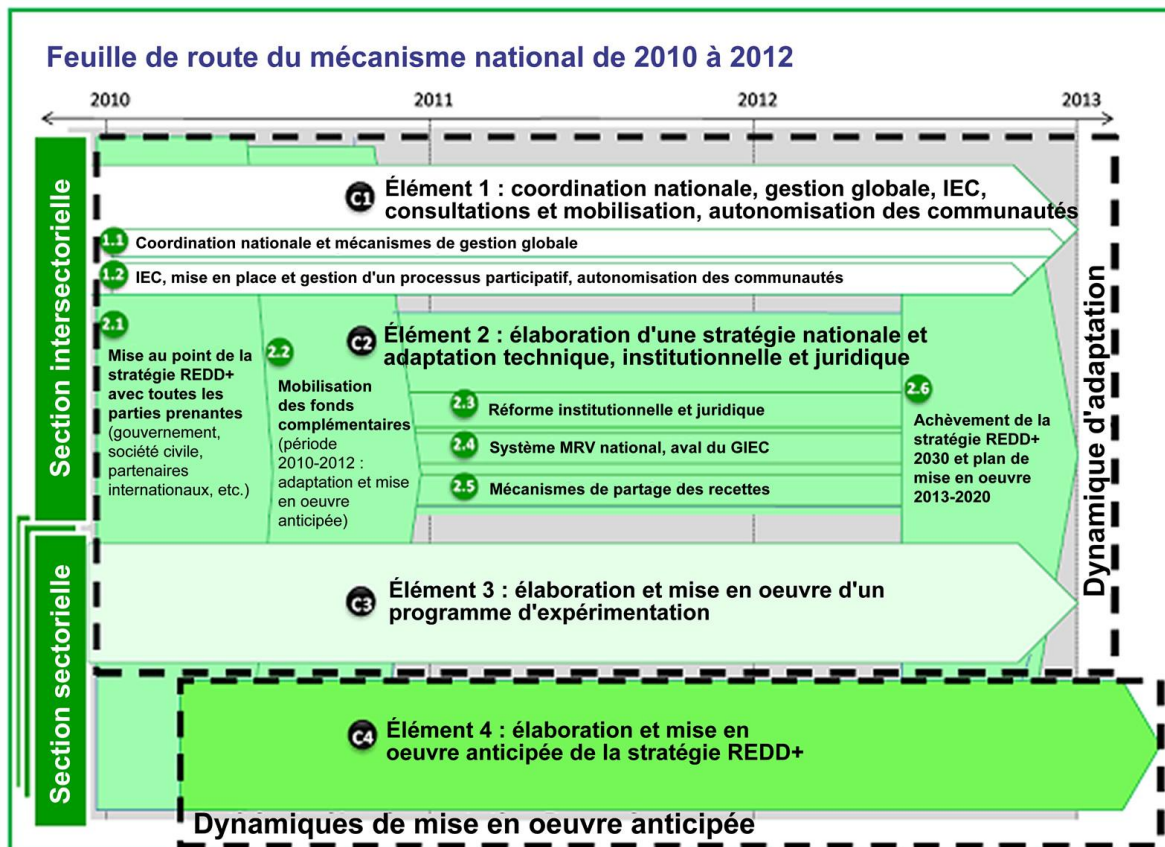 Feuille de route du mécanisme national de 2010 à 2012
2010
2011
2012
2013
Section intersectorielle
C1
Élément 1 : coordination nationale, gestion globale, IEC,
consultations et mobilisation, autonomisation des communautés
1.1
Coordination nationale et mécanismes de gestion globale
1.2
IEC, mise en place et gestion d'un processus participatif, autonomisation des communautés
2.1
Mise au point de la
stratégie REDD+
avec toutes les
parties prenantes
(gouvernement,
société civile,
partenaires
internationaux, etc.)
2.2
Mobilisation
des fonds
complémentaires
(période
2010-2012 :
adaptation et mise
en oeuvre
anticipée)
C2
Élément 2 : élaboration d'une stratégie nationale et
adaptation technique, institutionnelle et juridique
2.3
Réforme institutionnelle et juridique
2.4
Système MRV national, aval du GIEC
2.5
Mécanismes de partage des recettes
2.6
Achèvement de la
stratégie REDD+
2030 et plan de
mise en oeuvre
2013-2020
Dynamique d'adaptation
Section sectorielle
C3
Élément 3 : élaboration et mise en oeuvre d'un
programme d'expérimentation
C4
Élément 4 : élaboration et mise en
oeuvre anticipée de la stratégie REDD+
Dynamiques de mise en oeuvre anticipée